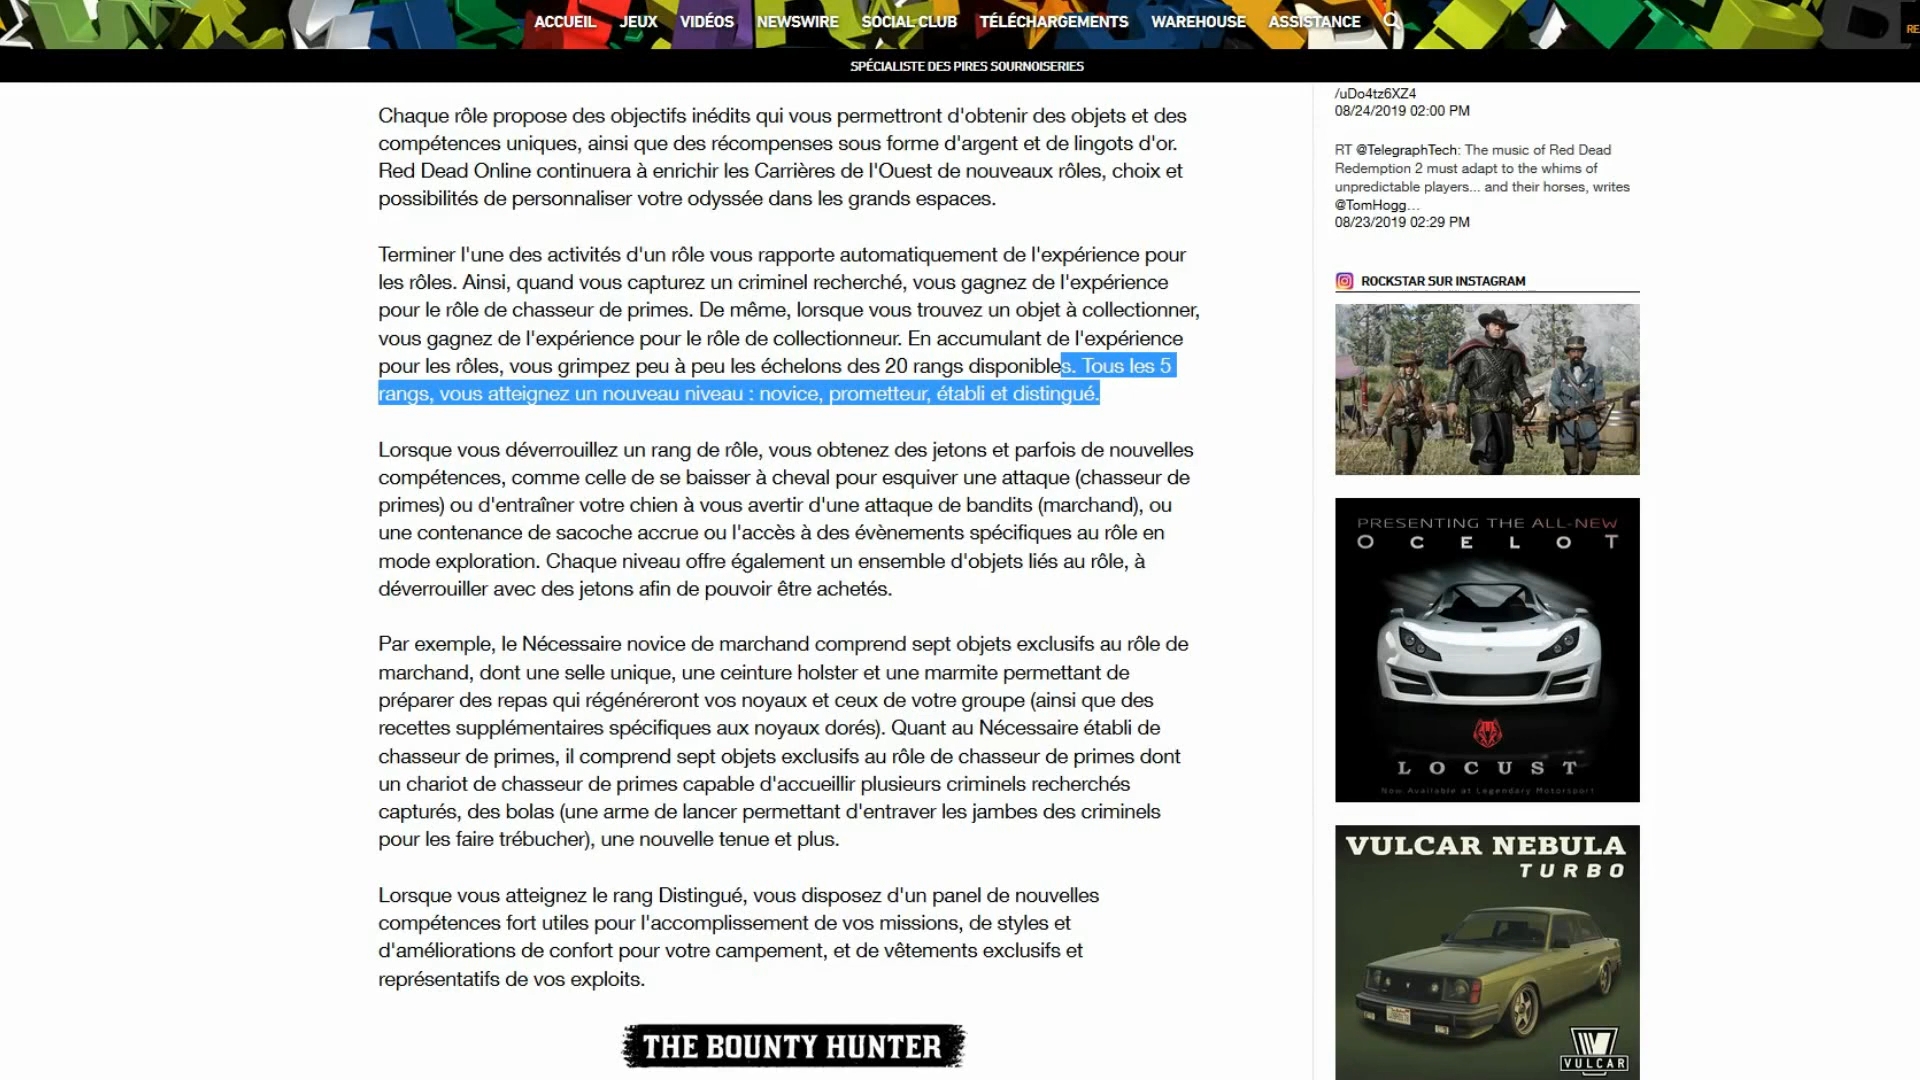 ACCUEIL JEUX VIDÉOS NEWSWIRE SOCIAL CLUB TÉLÉCHARGEMENTS WAREHOUSE ASSISTANCE
RE
SPÉCIALISTE DES PIRES SOURNOISERIES
Chaque rôle propose des objectifs inédits qui vous permettront d'obtenir des objets et des
compétences uniques, ainsi que des récompenses sous forme d'argent et de lingots d'or.
Red Dead Online continuera à enrichir les Carrières de l'Ouest de nouveaux rôles, choix et
possibilités de personnaliser votre odyssée dans les grands espaces.
Terminer l'une des activités d'un rôle vous rapporte automatiquement de l'expérience pour
les rôles. Ainsi, quand vous capturez un criminel recherché, vous gagnez de l'expérience
pour le rôle de chasseur de primes. De même, lorsque vous trouvez un objet à collectionner,
vous gagnez de l'expérience pour le rôle de collectionneur. En accumulant de l'expérience
pour les rôles, vous grimpez peu à peu les échelons des 20 rangs disponibles. Tous les 5
rangs, vous atteignez un nouveau niveau : novice, prometteur, établi et distingué.
Lorsque vous déverrouillez un rang de rôle, vous obtenez des jetons et parfois de nouvelles
compétences, comme celle de se baisser à cheval pour esquiver une attaque (chasseur de
primes) ou d'entraîner votre chien à vous avertir d'une attaque de bandits (marchand), ou
une contenance de sacoche accrue ou l'accès à des évènements spécifiques au rôle en
mode exploration. Chaque niveau offre également un ensemble d'objets liés au rôle, à
déverrouiller avec des jetons afin de pouvoir être achetés.
Par exemple, le Nécessaire novice de marchand comprend sept objets exclusifs au rôle de
marchand, dont une selle unique, une ceinture holster et une marmite permettant de
préparer des repas qui régénéreront vos noyaux et ceux de votre groupe (ainsi que des
recettes supplémentaires spécifiques aux noyaux dorés). Quant au Nécessaire établi de
chasseur de primes, il comprend sept objets exclusifs au rôle de chasseur de primes dont
un chariot de chasseur de primes capable d'accueillir plusieurs criminels recherchés
capturés, des bolas (une arme de lancer permettant d'entraver les jambes des criminels
pour les faire trébucher), une nouvelle tenue et plus.
Lorsque vous atteignez le rang Distingué, vous disposez d'un panel de nouvelles
compétences fort utiles pour l'accomplissement de vos missions, de styles et
d'améliorations de confort pour votre campement, et de vêtements exclusifs et
représentatifs de vos exploits.
THE BOUNTY HUNTER
/uDo4tz6XZ4
08/24/2019 02:00 PM
RT @TelegraphTech: The music of Red Dead
Redemption 2 must adapt to the whims of
unpredictable players... and their horses, writes
@TomHogg…
08/23/2019 02:29 PM
ROCKSTAR SUR INSTAGRAM
PRESENTING THE ALL-NEW
OCELOT
LOCUST
Now Available at Legendary Motorsport
VULCAR NEBULA
TURBO
VULCAR